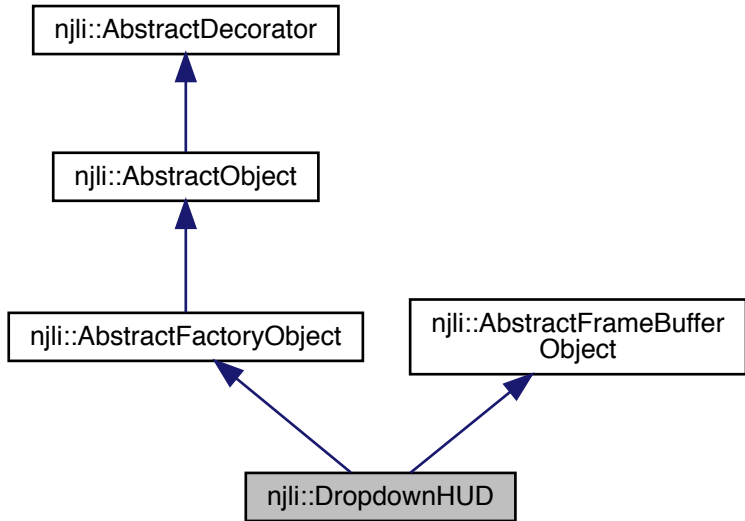 njli::AbstractDecorator
njli::AbstractObject
njli::AbstractFactoryObject
njli::AbstractFrameBuffer
Object
njli::DropdownHUD